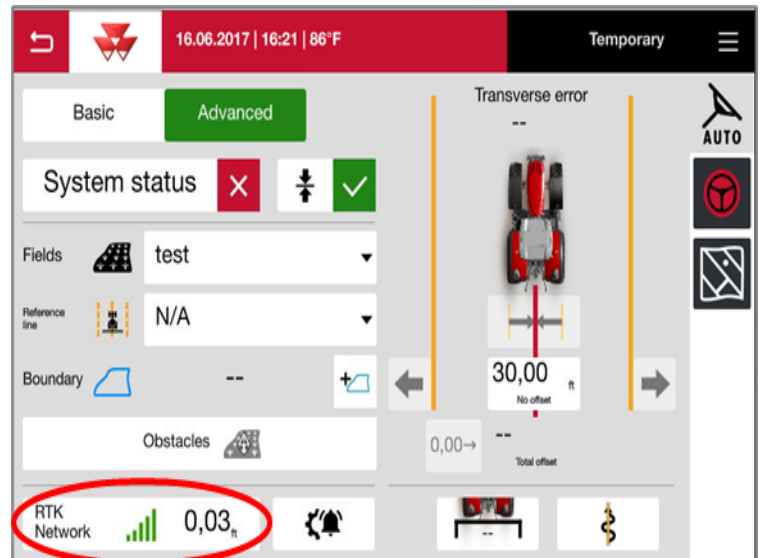 16.06.2017 | 16:21 | 86°F
Temporary
Basic
Advanced
Transverse error
--
AUTO
System status
Fields
test
Reference
line
N/A
Boundary
--
30,00 ft
No offset
Obstacles
0,00→
--
Total offset
RTK
Network
0,03 ft
--